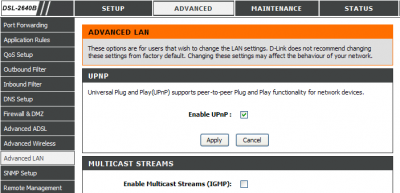 DSL-2640B
SETUP
ADVANCED
MAINTENANCE
STATUS
Port Forwarding
Application Rules
QoS Setup
Outbound Filter
Inbound Filter
DNS Setup
Firewall & DMZ
Advanced ADSL
Advanced Wireless
Advanced LAN
SNMP Setup
Remote Management
ADVANCED LAN
These options are for users that wish to change the LAN settings. D-Link does not recommend changing
these settings from factory default. Changing these settings may affect the behaviour of your network.
UPNP
Universal Plug and Play(UPnP) supports peer-to-peer Plug and Play functionality for network devices.
Enable UPnP :
Apply
Cancel
MULTICAST STREAMS
Enable Multicast Streams (IGMP):